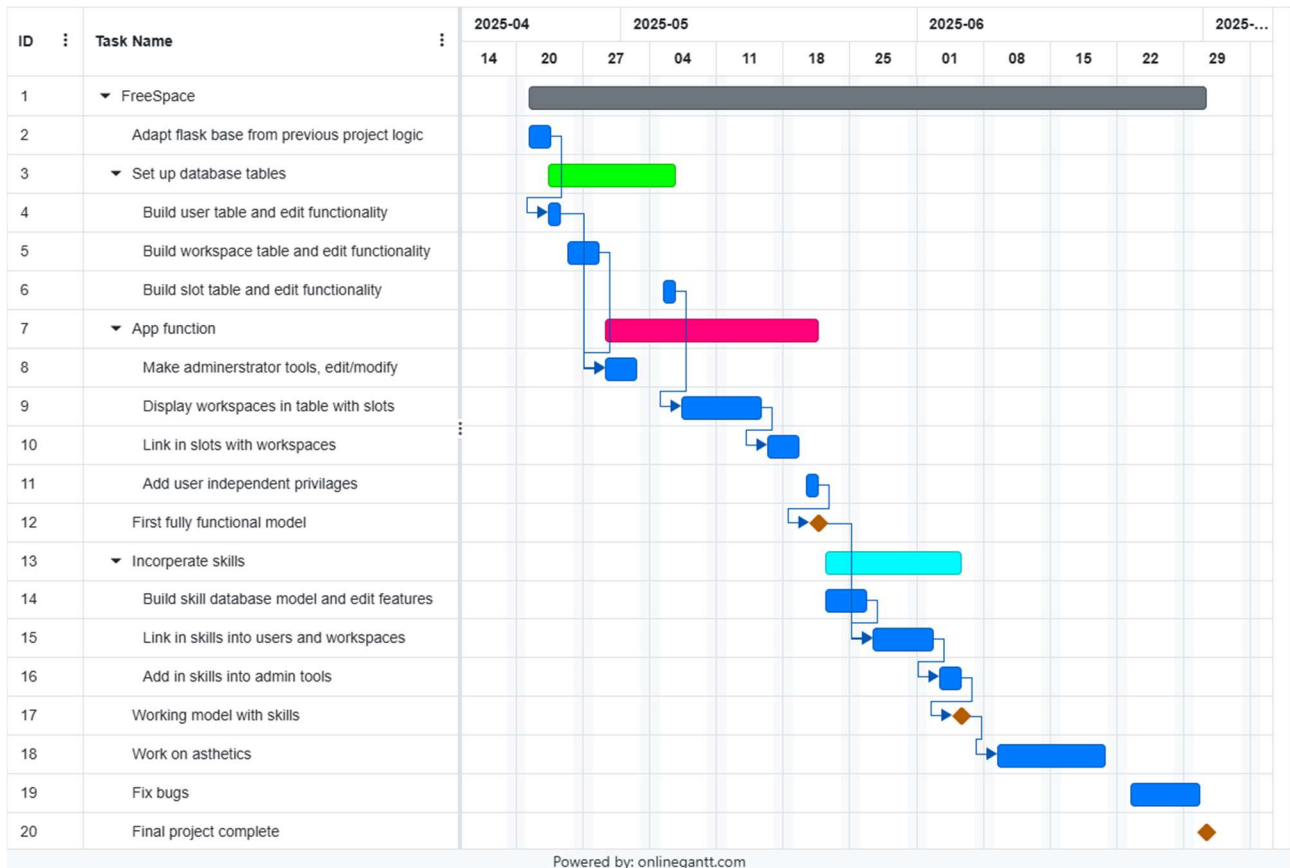 ID Task Name 2025-04 2025-05 2025-06 2025-...
14 20 27 04 11 18 25 01 08 15 22 29
1 FreeSpace
2 Adapt flask base from previous project logic
3 Set up database tables
4 Build user table and edit functionality
5 Build workspace table and edit functionality
6 Build slot table and edit functionality
7 App function
8 Make adminerstrator tools, edit/modify
9 Display workspaces in table with slots
10 Link in slots with workspaces
11 Add user independent privilages
12 First fully functional model
13 Incorperate skills
14 Build skill database model and edit features
15 Link in skills into users and workspaces
16 Add in skills into admin tools
17 Working model with skills
18 Work on asthetics
19 Fix bugs
20 Final project complete
Powered by: onlinegantt.com